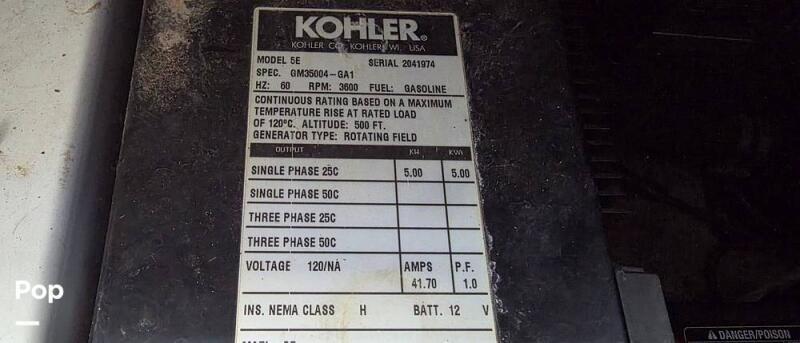 KOHLER®
KOHLER CO. KOHLER, WI. USA
MODEL 5E SERIAL 2041974
SPEC. GM35004-GA1
HZ: 60 RPM: 3600 FUEL: GASOLINE
CONTINUOUS RATING BASED ON A MAXIMUM
TEMPERATURE RISE AT RATED LOAD
OF 120°C. ALTITUDE: 500 FT.
GENERATOR TYPE: ROTATING FIELD
OUTPUT KW KVA
SINGLE PHASE 25C 5.00 5.00
SINGLE PHASE 50C
THREE PHASE 25C
THREE PHASE 50C
VOLTAGE 120/NA AMPS P.F.
41.70 1.0
INS. NEMA CLASS H BATT. 12 V
Pop
DANGER/POISON